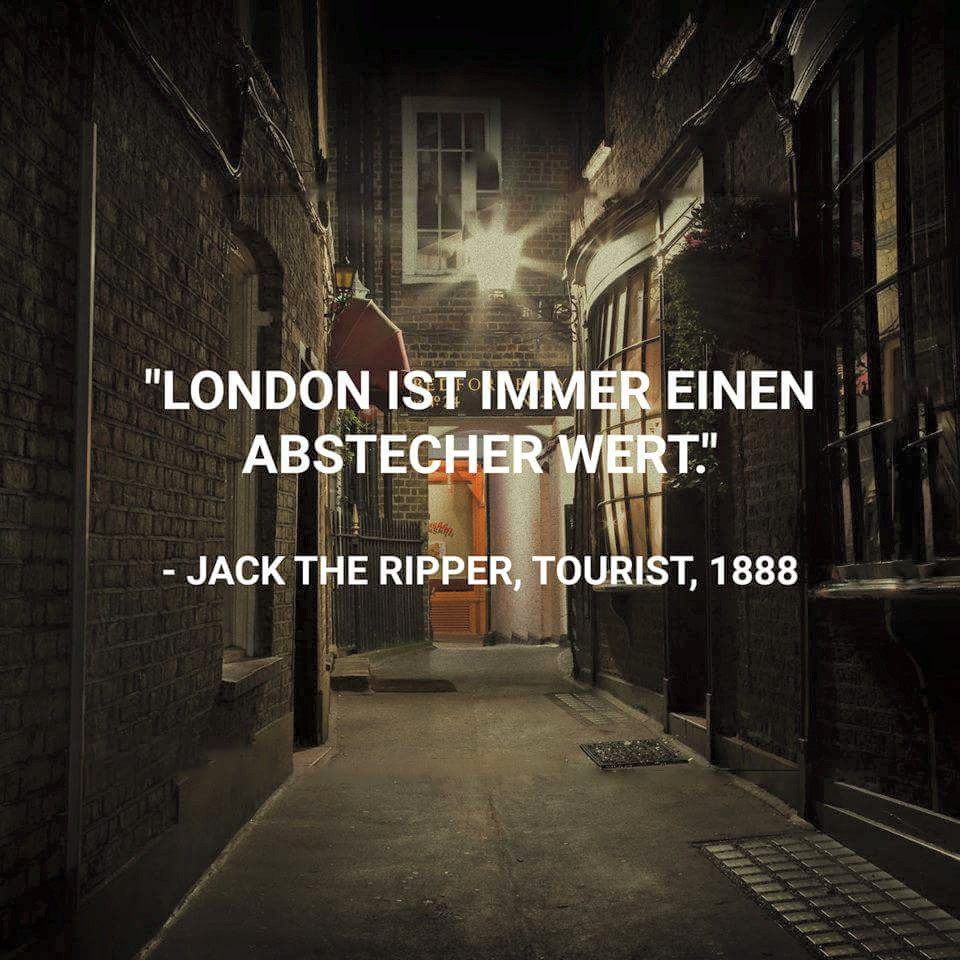 "LONDON IST IMMER EINEN
ABSTECHER WERT."
- JACK THE RIPPER, TOURIST, 1888